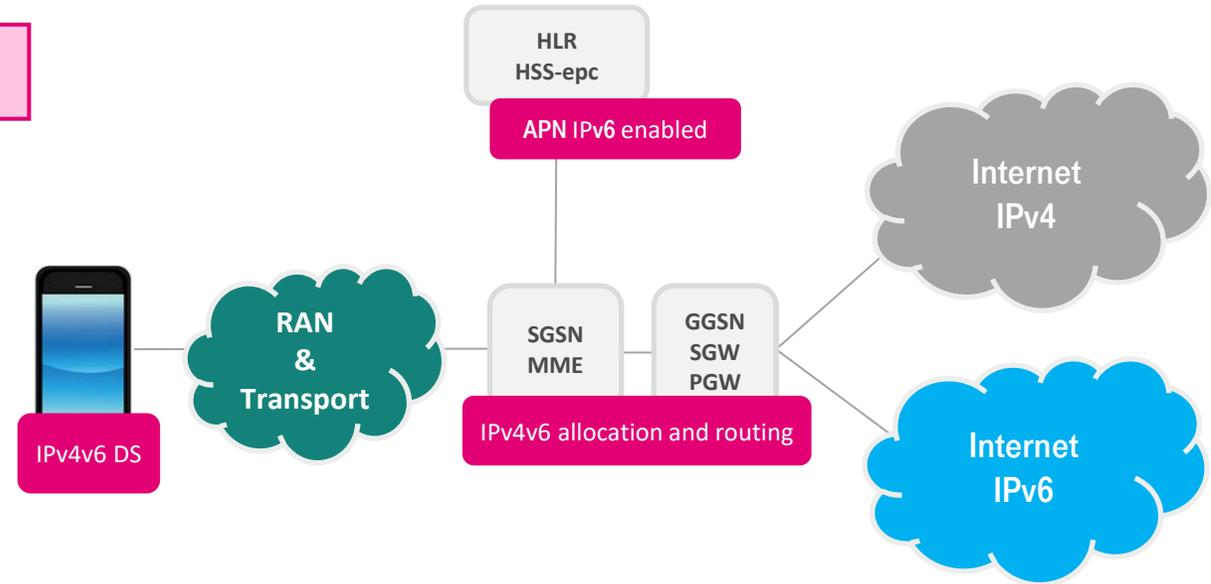 HLR
HSS-epc
APN IPv6 enabled
Internet
IPv4
RAN
&
Transport
SGSN
MME
GGSN
SGW
PGW
IPv4v6 DS
IPv4v6 allocation and routing
Internet
IPv6